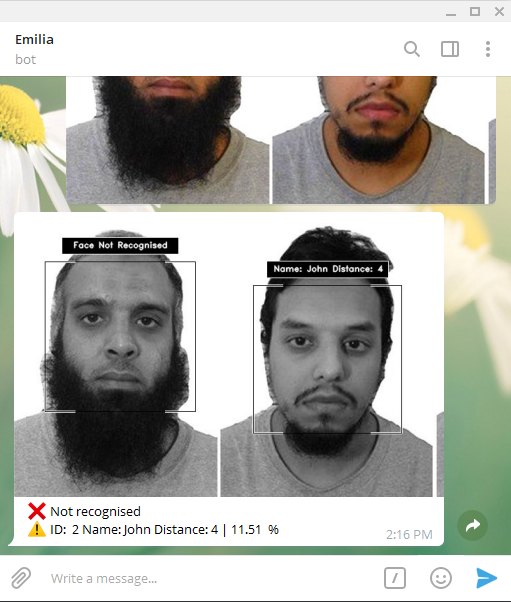 Emilia
bot
Face Not Recognised
Name: John Distance: 4
Not recognised
ID: 2 Name: John Distance: 4 | 11.51 %
2:16 PM
Write a message...